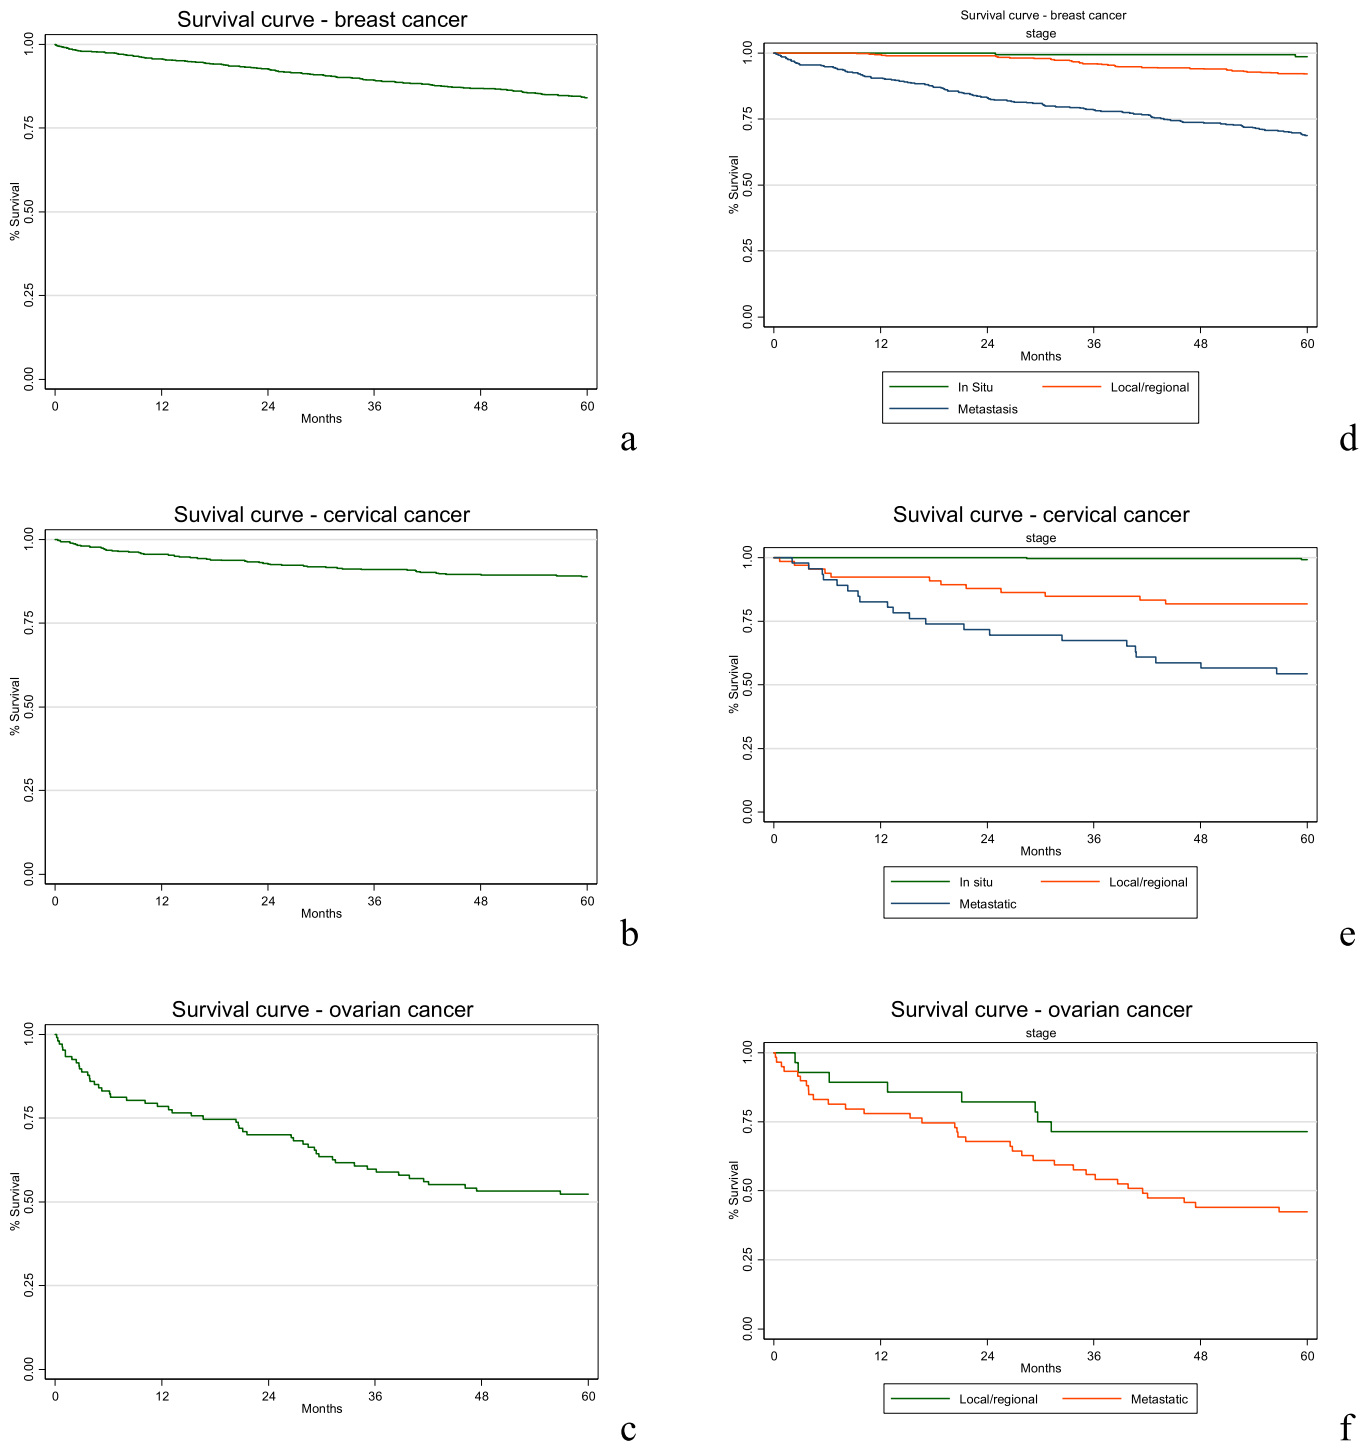 Survival curve - breast cancer
1.00
0.75
0.50
0.25
0.00
% Survival
0 12 24 36 48 60
Months
a
Survival curve - breast cancer
stage
1.00
0.75
0.50
0.25
0.00
% Survival
0 12 24 36 48 60
Months
In Situ Local/regional
Metastasis
d
Suvival curve - cervical cancer
1.00
0.75
0.50
0.25
0.00
% Survival
0 12 24 36 48 60
Months
b
Suvival curve - cervical cancer
stage
1.00
0.75
0.50
0.25
0.00
% Survival
0 12 24 36 48 60
Months
In situ Local/regional
Metastatic
e
Survival curve - ovarian cancer
1.00
0.75
0.50
0.25
0.00
% Survival
0 12 24 36 48 60
Months
c
Survival curve - ovarian cancer
stage
1.00
0.75
0.50
0.25
0.00
% Survival
0 12 24 36 48 60
Months
Local/regional Metastatic
f